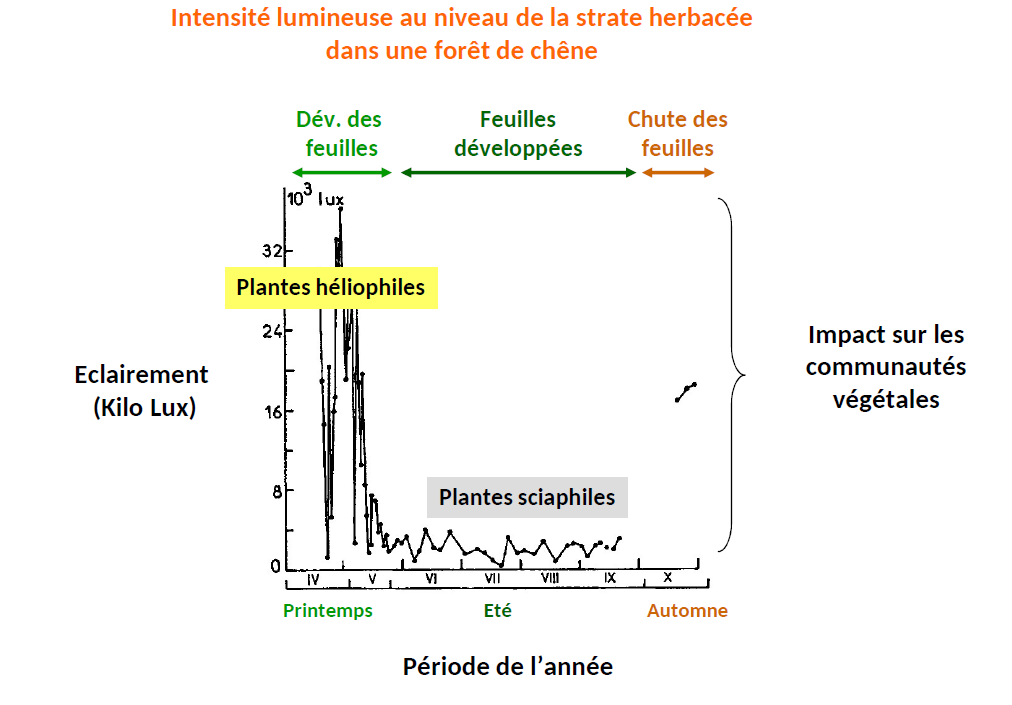 Intensité lumineuse au niveau de la strate herbacée
dans une forêt de chêne
Dév. des
feuilles
Feuilles
développées
Chute des
feuilles
10³ lux
32
Plantes héliophiles
24
Eclairement
(Kilo Lux)
16
8
0
Plantes sciaphiles
Impact sur les
communautés
végétales
IV V VI VII VIII IX X
Printemps
Eté
Automne
Période de l’année